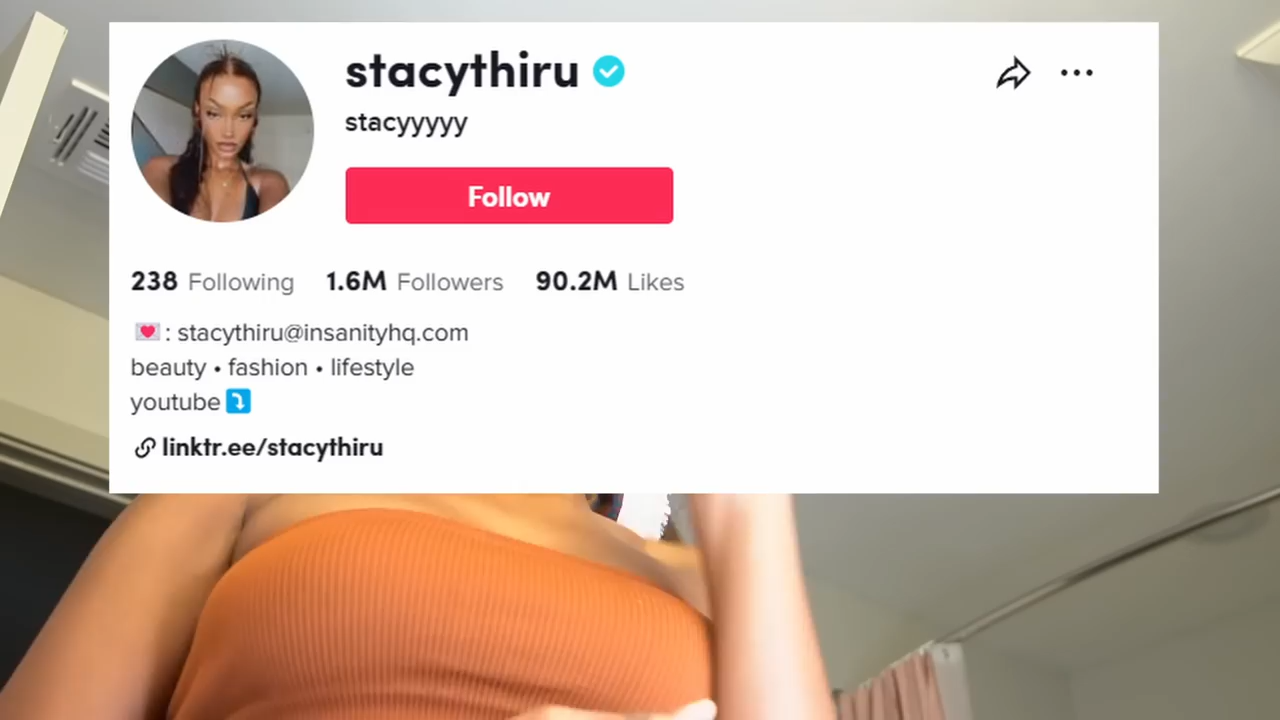 stacythiru
stacyyyyy
Follow
238 Following 1.6M Followers 90.2M Likes
💌 : stacythiru@insanityhq.com
beauty • fashion • lifestyle
youtube ⤵️
linktr.ee/stacythiru